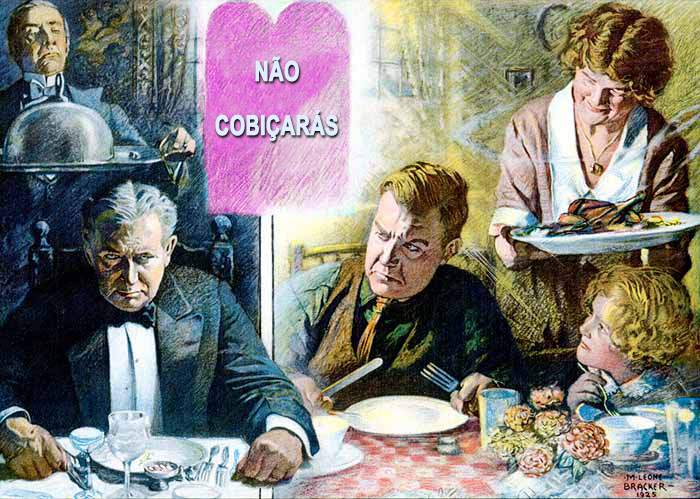 NÃO
COBIÇARÁS
M·LEONE
BRACKER–
1925